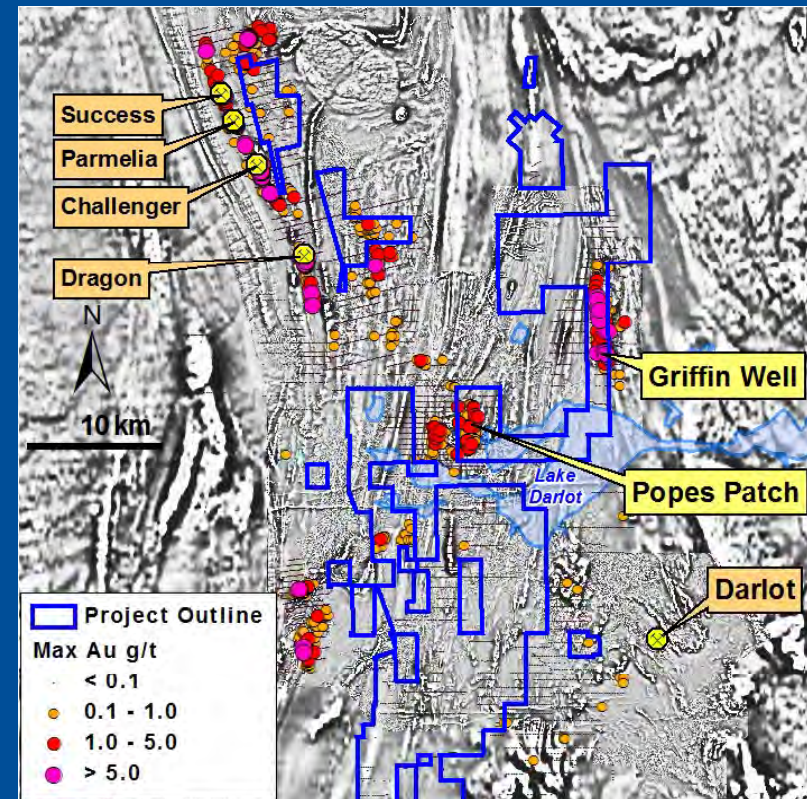 Success
Parmelia
Challenger
Dragon
N
10 km
Griffin Well
Popes Patch
Lake
Darlot
Darlot
Project Outline
Max Au g/t
< 0.1
0.1 - 1.0
1.0 - 5.0
> 5.0